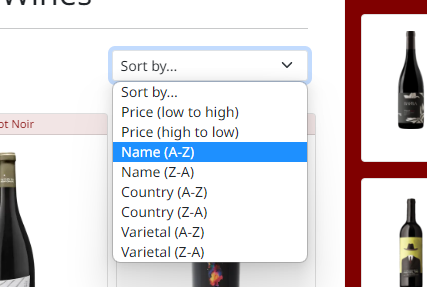 Wines
Sort by...
Sort by...
Price (low to high)
Price (high to low)
Name (A-Z)
Name (Z-A)
Country (A-Z)
Country (Z-A)
Varietal (A-Z)
Varietal (Z-A)
Noir